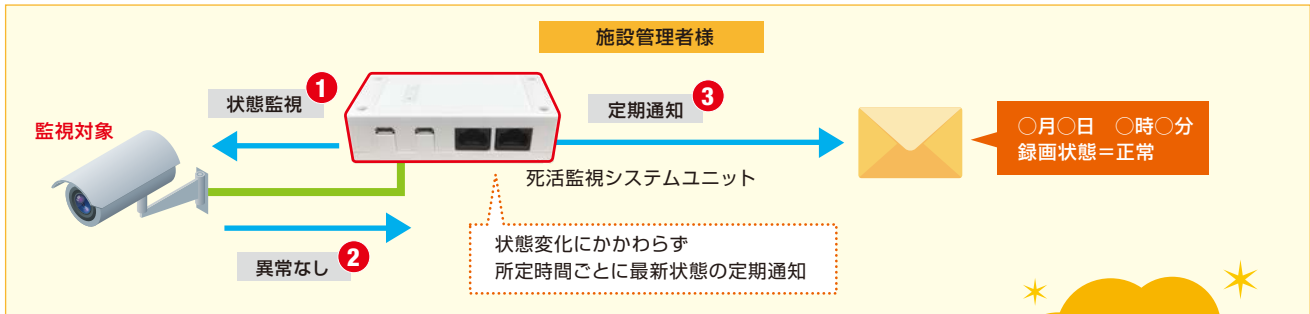 施設管理者様
1
状態監視
定期通知
3
監視対象
○月○日　○時○分
録画状態＝正常
死活監視システムユニット
状態変化にかかわらず
所定時間ごとに最新状態の定期通知
異常なし
2